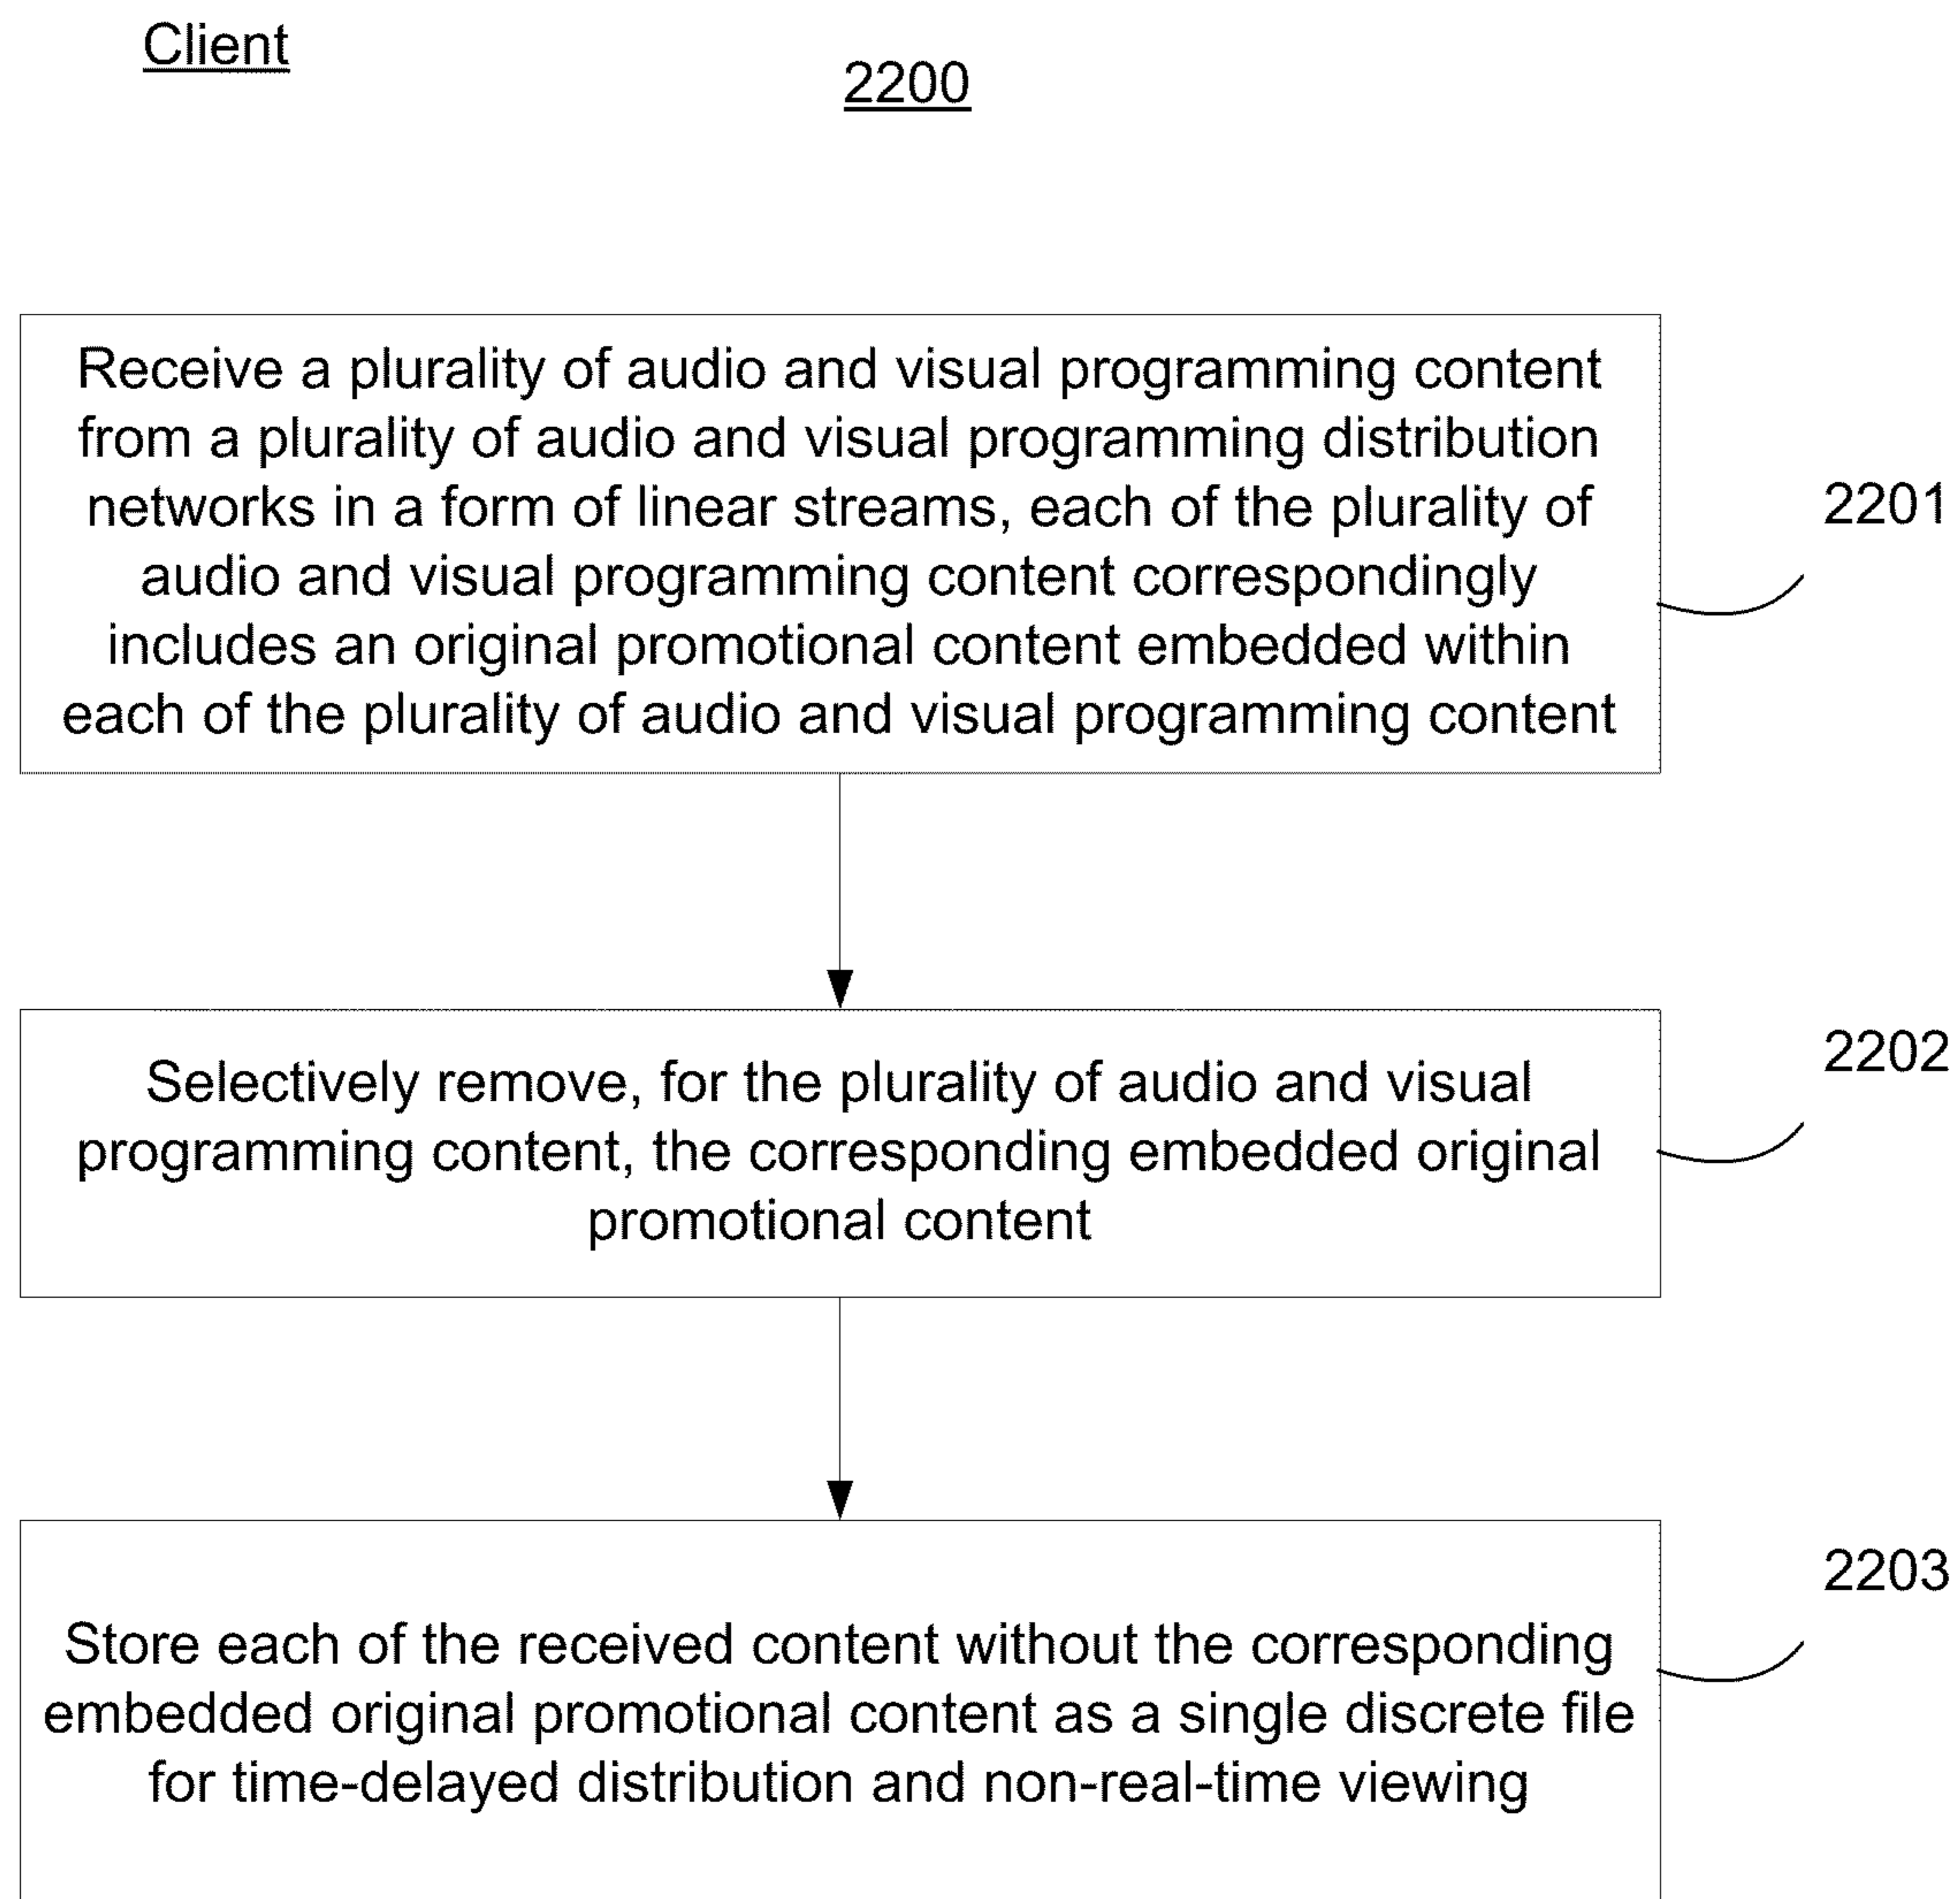 Client
2200
Receive a plurality of audio and visual programming content
from a plurality of audio and visual programming distribution
networks in a form of linear streams, each of the plurality of
audio and visual programming content correspondingly
includes an original promotional content embedded within
each of the plurality of audio and visual programming content
2201
Selectively remove, for the plurality of audio and visual
programming content, the corresponding embedded original
promotional content
2202
Store each of the received content without the corresponding
embedded original promotional content as a single discrete file
for time-delayed distribution and non-real-time viewing
2203